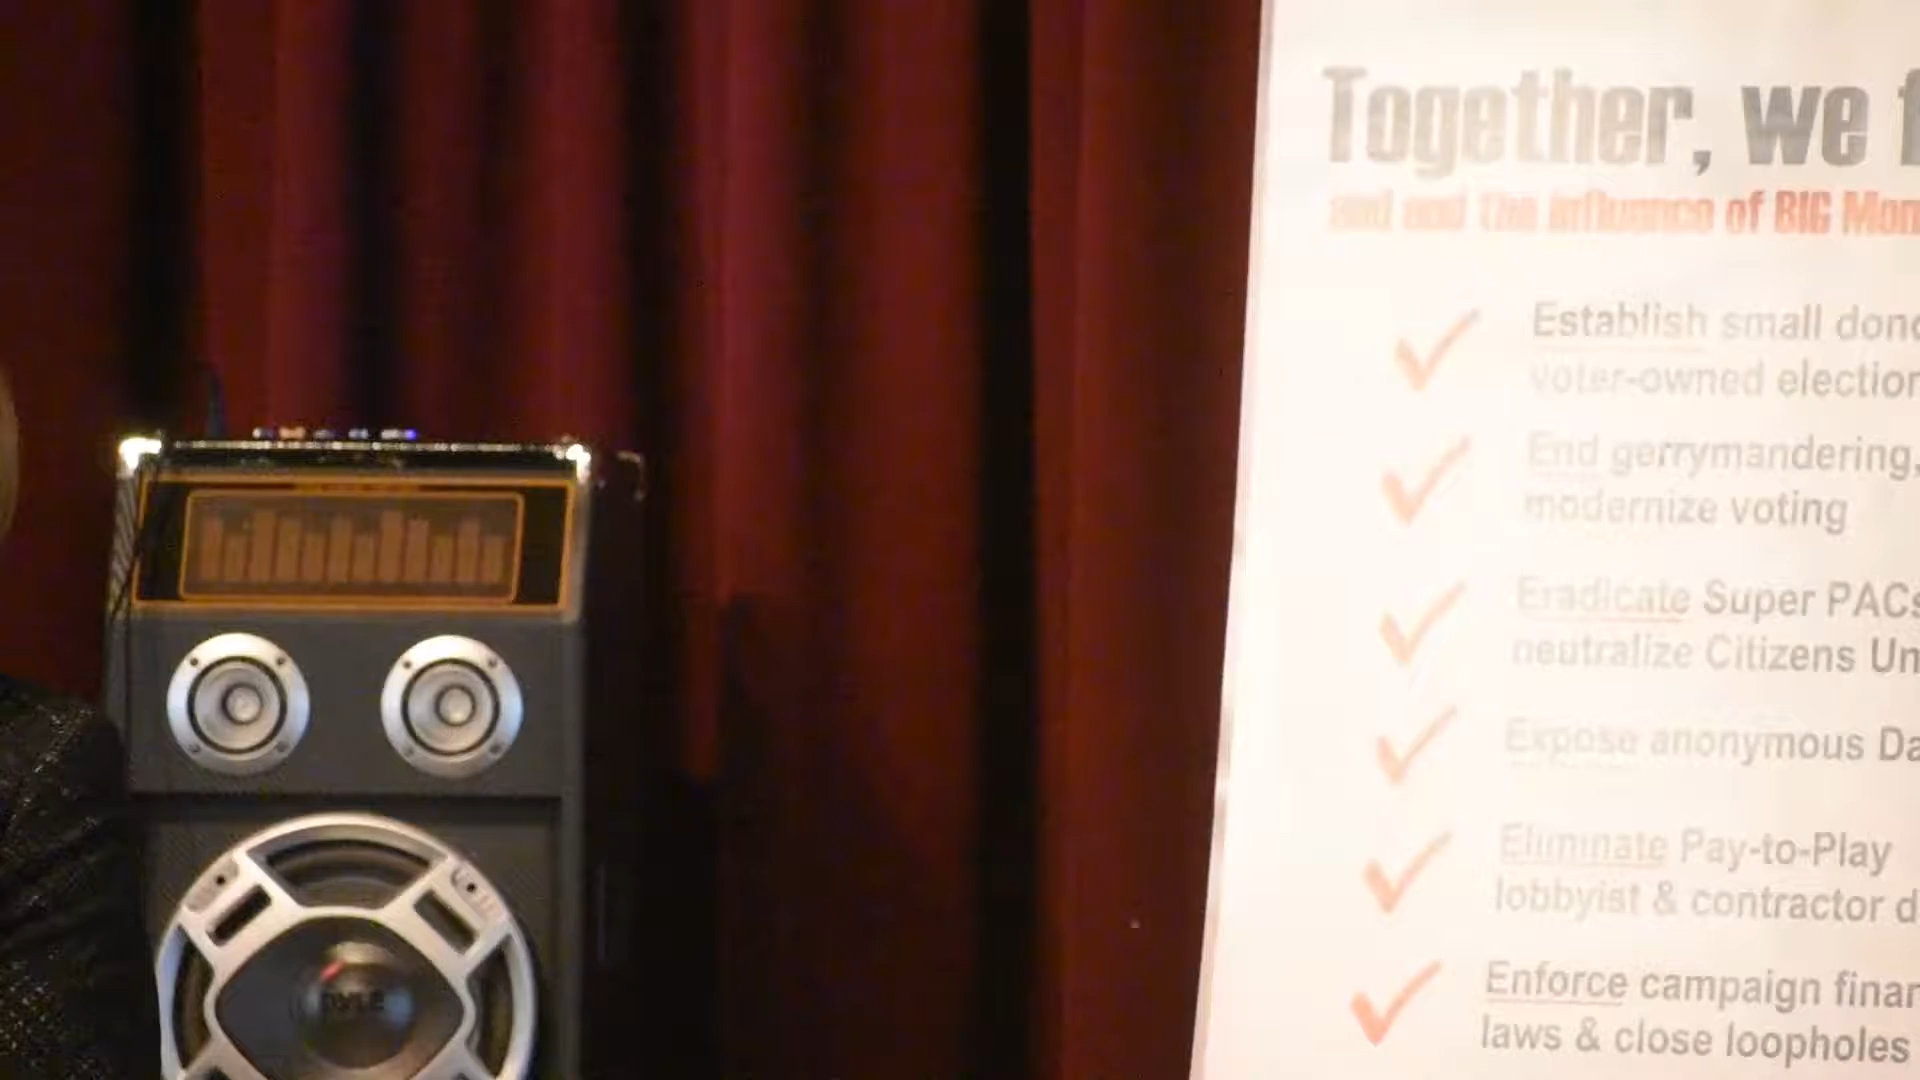 Together, we f
and end the influence of BIG Mon
Establish small dono
voter-owned election
End gerrymandering,
modernize voting
Eradicate Super PACs
neutralize Citizens Un
Expose anonymous Da
Eliminate Pay-to-Play
lobbyist & contractor d
Enforce campaign finan
laws & close loopholes
PYLE